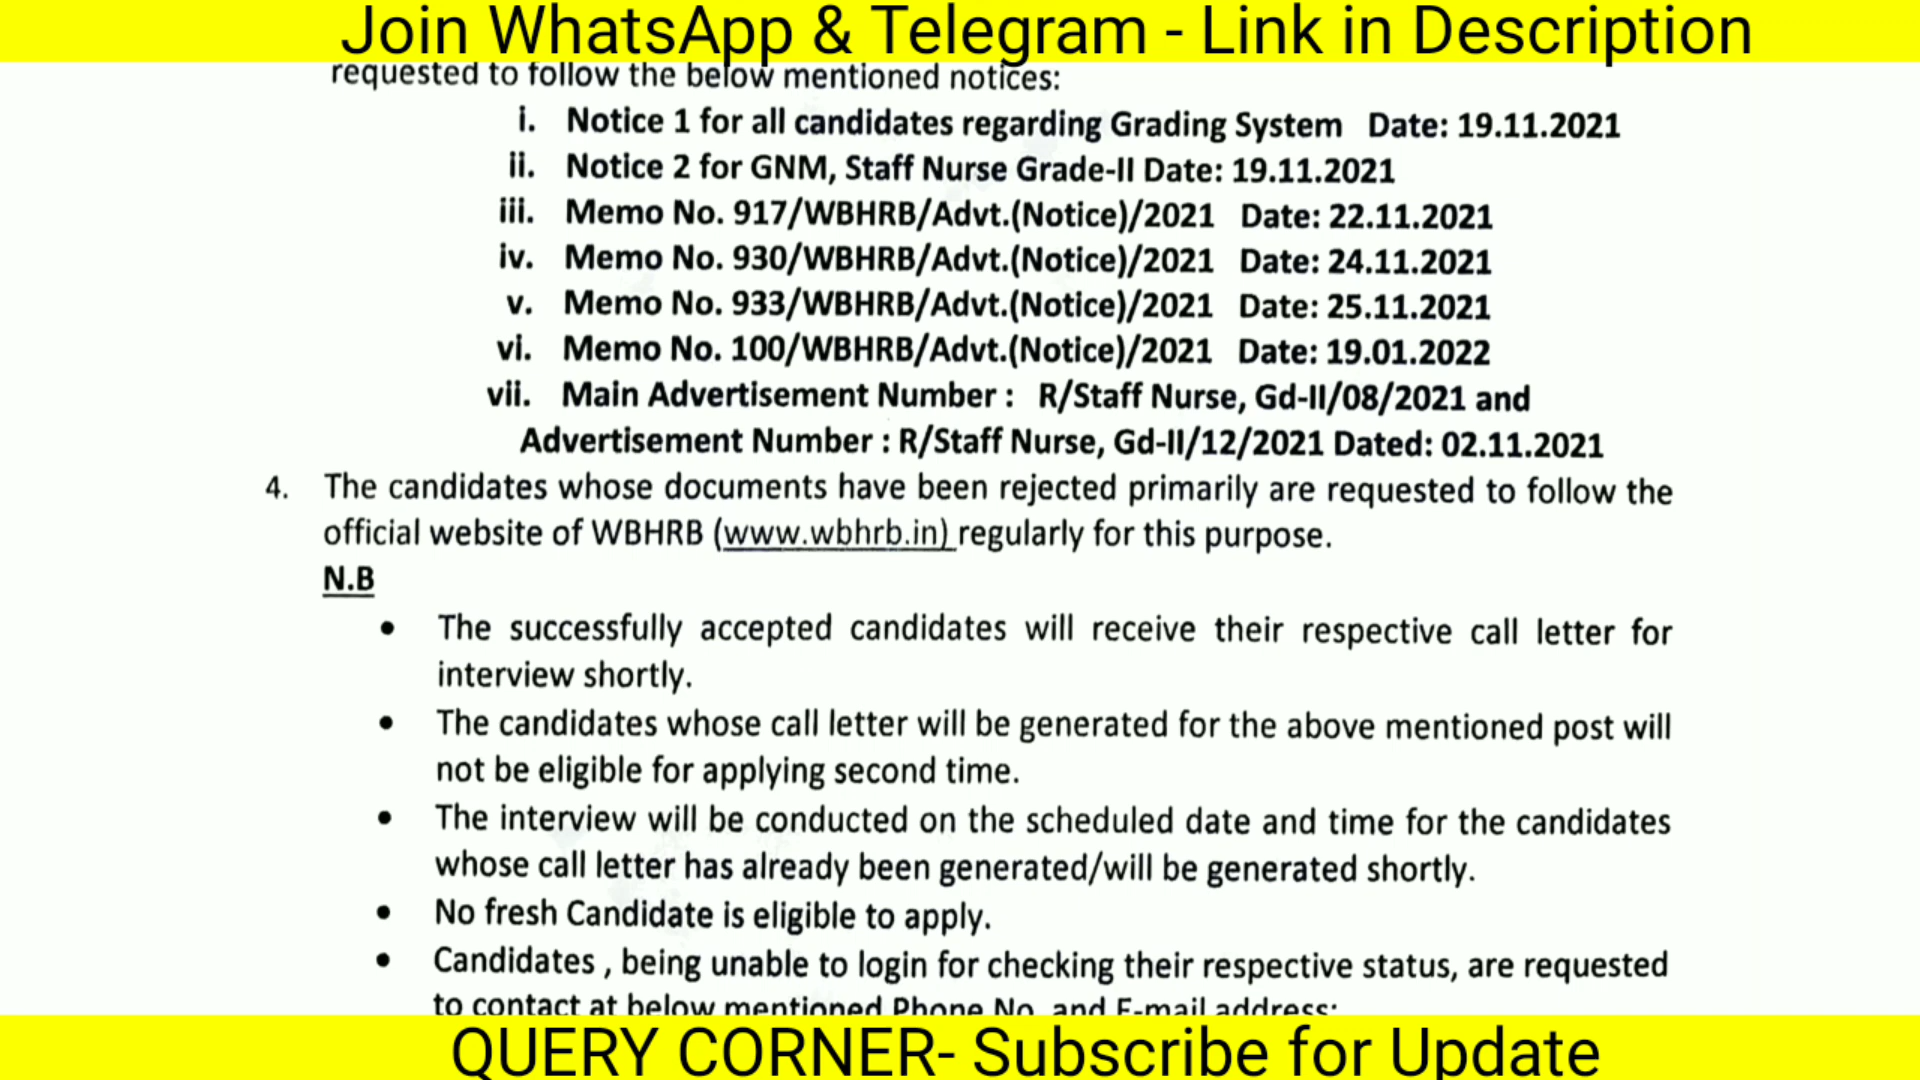 Join WhatsApp & Telegram - Link in Description
requested to follow the below mentioned notices:
i. Notice 1 for all candidates regarding Grading System Date: 19.11.2021
ii. Notice 2 for GNM, Staff Nurse Grade-II Date: 19.11.2021
iii. Memo No. 917/WBHRB/Advt.(Notice)/2021 Date: 22.11.2021
iv. Memo No. 930/WBHRB/Advt.(Notice)/2021 Date: 24.11.2021
v. Memo No. 933/WBHRB/Advt.(Notice)/2021 Date: 25.11.2021
vi. Memo No. 100/WBHRB/Advt.(Notice)/2021 Date: 19.01.2022
vii. Main Advertisement Number : R/Staff Nurse, Gd-II/08/2021 and
Advertisement Number : R/Staff Nurse, Gd-II/12/2021 Dated: 02.11.2021
4. The candidates whose documents have been rejected primarily are requested to follow the
official website of WBHRB (www.wbhrb.in) regularly for this purpose.
N.B
• The successfully accepted candidates will receive their respective call letter for
interview shortly.
• The candidates whose call letter will be generated for the above mentioned post will
not be eligible for applying second time.
• The interview will be conducted on the scheduled date and time for the candidates
whose call letter has already been generated/will be generated shortly.
• No fresh Candidate is eligible to apply.
• Candidates , being unable to login for checking their respective status, are requested
to contact at below mentioned Phone No. and E-mail address:
QUERY CORNER- Subscribe for Update